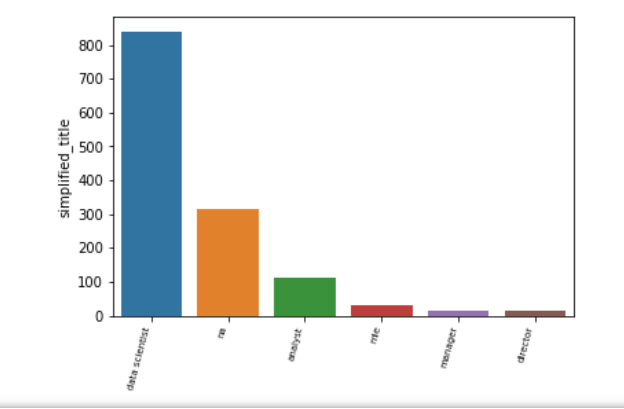 800
700
600
500
400
300
200
100
0
simplified_title
data scientist
na
analyst
mle
manager
director